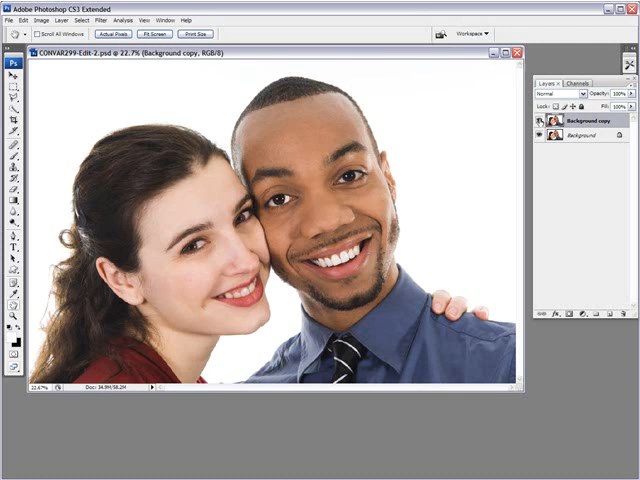 Adobe Photoshop CS3 Extended
File Edit Image Layer Select Filter Analysis View Window Help
Scroll All Windows Actual Pixels Fit Screen Print Size Workspace
CONVAR299-Edit-2.psd @ 22.7% (Background copy, RGB/8)
Ps
Layers × Channels
Normal Opacity: 100%
Lock: Fill: 100%
Background copy
Background
T
22.67% Doc: 34.9M/58.2M